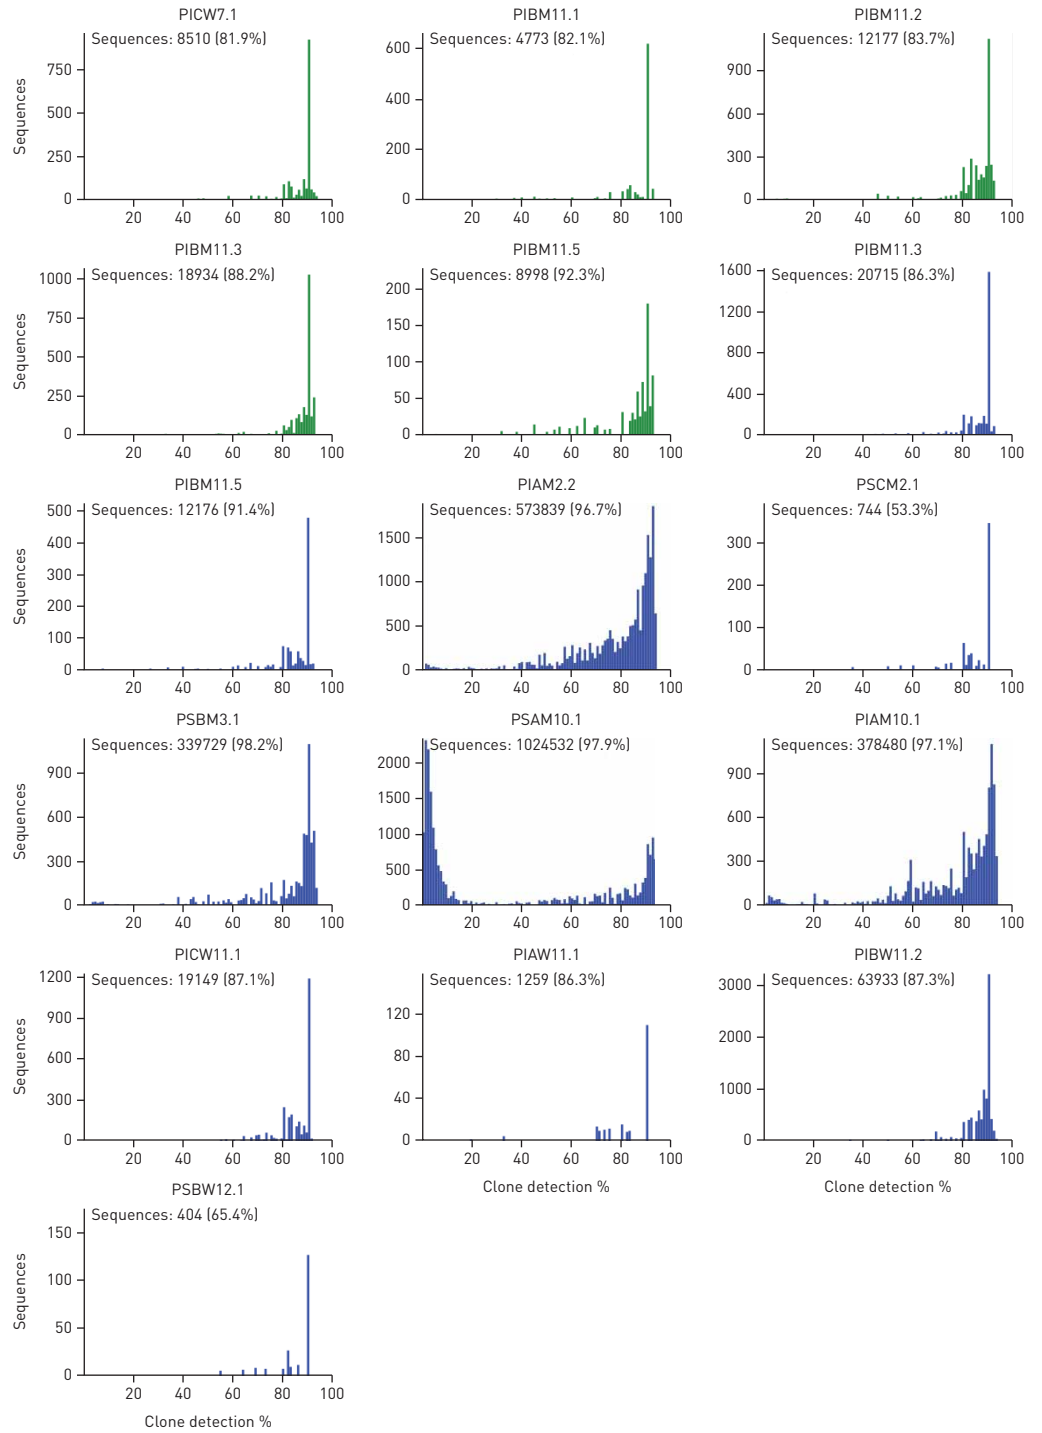 PICW7.1
PIBM11.1
PIBM11.2
Sequences: 8510 (81.9%)
Sequences: 4773 (82.1%)
Sequences: 12177 (83.7%)
Sequences
750
500
250
0
600
400
200
0
900
600
300
0
20 40 60 80 100
20 40 60 80 100
20 40 60 80 100
PIBM11.3
PIBM11.5
PIBM11.3
Sequences: 18934 (88.2%)
Sequences: 8998 (92.3%)
Sequences: 20715 (86.3%)
Sequences
1000
750
500
250
0
200
150
100
50
0
1600
1200
800
400
0
20 40 60 80 100
20 40 60 80 100
20 40 60 80 100
PIBM11.5
PIAM2.2
PSCM2.1
Sequences: 12176 (91.4%)
Sequences: 573839 (96.7%)
Sequences: 744 (53.3%)
Sequences
500
400
300
200
100
0
1500
1000
500
0
300
200
100
0
20 40 60 80 100
20 40 60 80 100
20 40 60 80 100
PSBM3.1
PSAM10.1
PIAM10.1
Sequences: 339729 (98.2%)
Sequences: 1024532 (97.9%)
Sequences: 378480 (97.1%)
Sequences
900
600
300
0
2000
1500
1000
500
0
900
600
300
0
20 40 60 80 100
20 40 60 80 100
20 40 60 80 100
PICW11.1
PIAW11.1
PIBW11.2
Sequences: 19149 (87.1%)
Sequences: 1259 (86.3%)
Sequences: 63933 (87.3%)
Sequences
1200
900
600
300
0
120
80
40
0
3000
2000
1000
0
20 40 60 80 100
20 40 60 80 100
20 40 60 80 100
Clone detection %
Clone detection %
PSBW12.1
Sequences: 404 (65.4%)
Sequences
150
100
50
0
20 40 60 80 100
Clone detection %